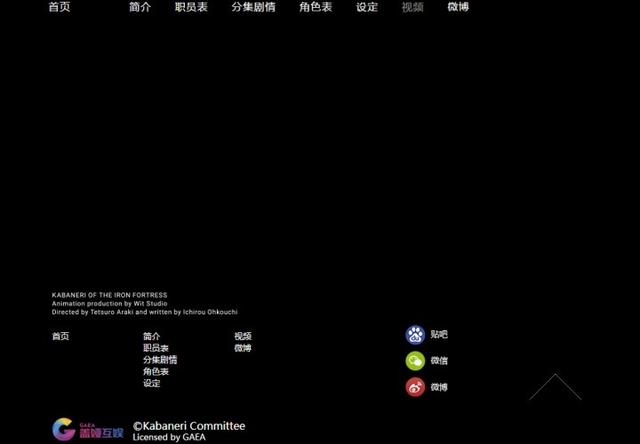 首页 简介 职员表 分集剧情 角色表 设定 视频 微博
KABANERI OF THE IRON FORTRESS
Animation production by Wit Studio
Directed by Tetsuro Araki and written by Ichirou Ohkouchi
首页 简介 视频 贴吧
职员表 微博
分集剧情 微信
角色表
设定 微博
GAEA
盖娅互娱
©Kabaneri Committee
Licensed by GAEA